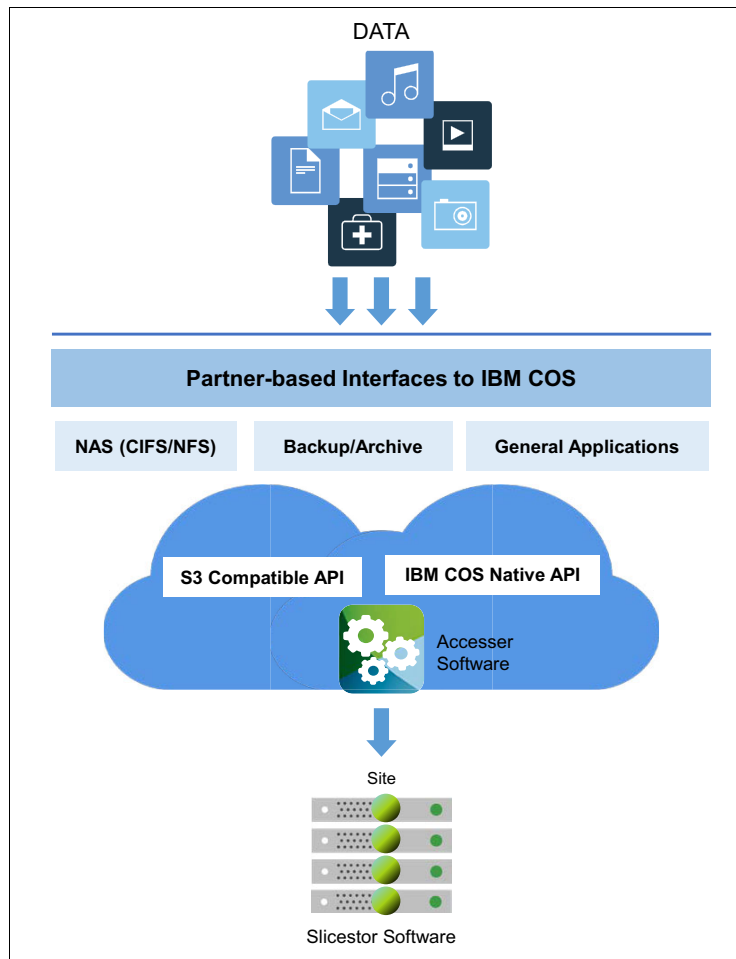 DATA
Partner-based Interfaces to IBM COS
NAS (CIFS/NFS)
Backup/Archive
General Applications
S3 Compatible API
IBM COS Native API
Accesser
Software
Site
Slicestor Software